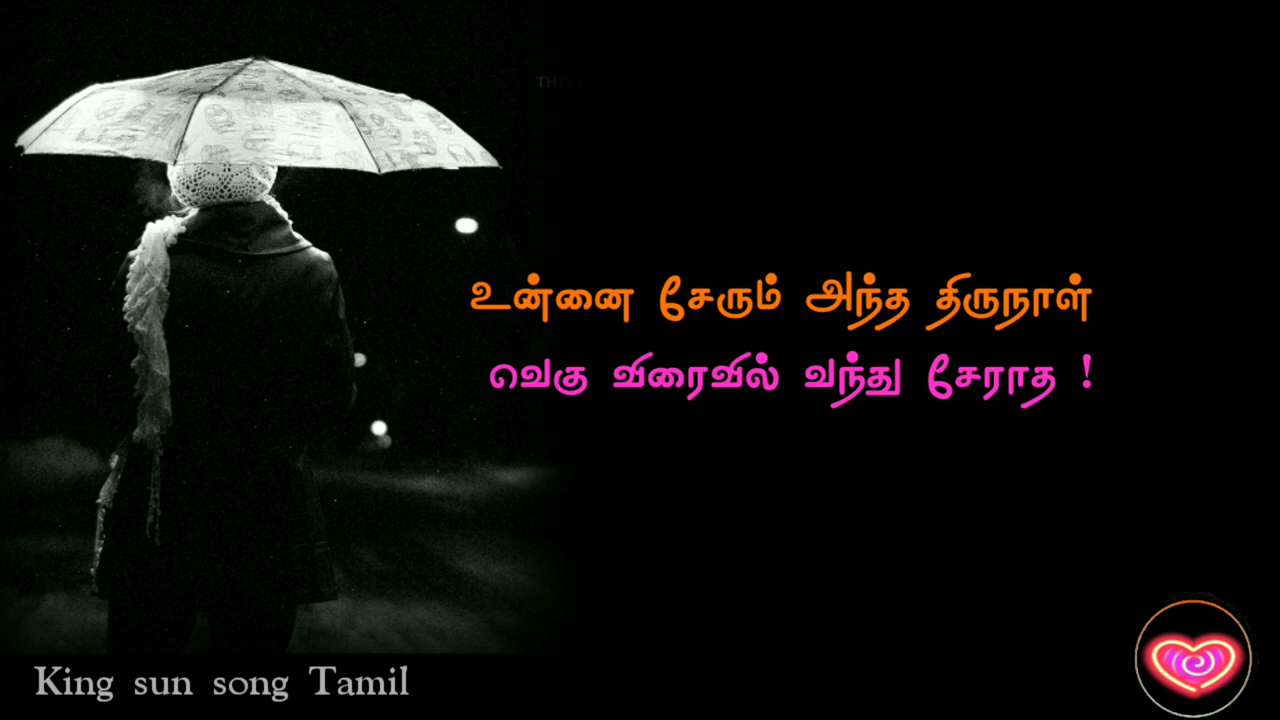 உன்னை சேரும் அந்த திருநாள்
வெகு விரைவில் வந்து சேராத !
King sun song Tamil